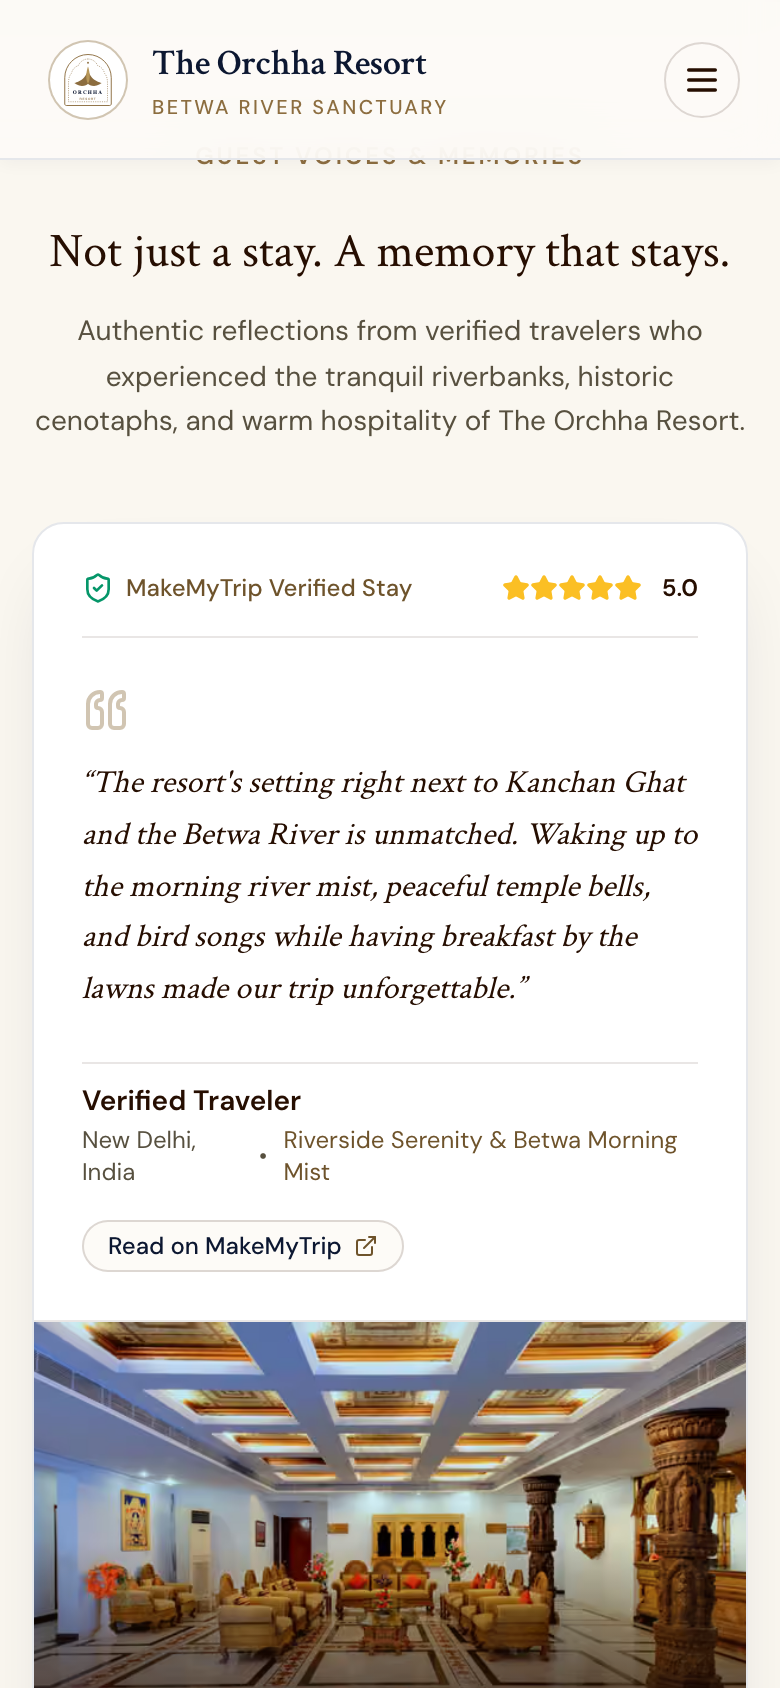 ORCHHA
The Orchha Resort
BETWA RIVER SANCTUARY
GUEST VOICES & MEMORIES
Not just a stay. A memory that stays.
Authentic reflections from verified travelers who
experienced the tranquil riverbanks, historic
cenotaphs, and warm hospitality of The Orchha Resort.
MakeMyTrip Verified Stay 5.0
“The resort's setting right next to Kanchan Ghat
and the Betwa River is unmatched. Waking up to
the morning river mist, peaceful temple bells,
and bird songs while having breakfast by the
lawns made our trip unforgettable.”
Verified Traveler
New Delhi,
India
• Riverside Serenity & Betwa Morning
Mist
Read on MakeMyTrip